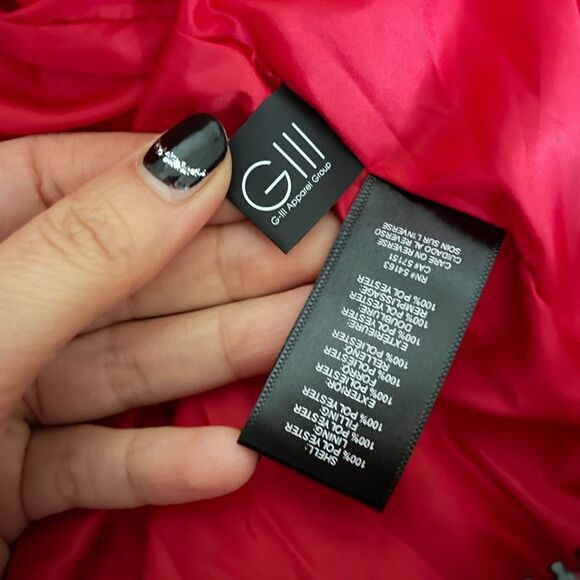 GIII
G-III Apparel Group
SHELL:
100% POLYESTER
LINING:
100% POLYESTER
FILLING:
100% POLYESTER
EXTERIOR:
100% POLIESTER
FORRO:
100% POLIESTER
RELLENO:
100% POLIESTER
EXTERIEURE:
100% POLYESTER
DOUBLURE:
100% POLYESTER
REMPLISSAGE:
100% POLYESTER
RN# 54163
CA# 57151
CARE ON REVERSE
CUIDADO AL REVERSO
SOIN SUR L'INVERSE